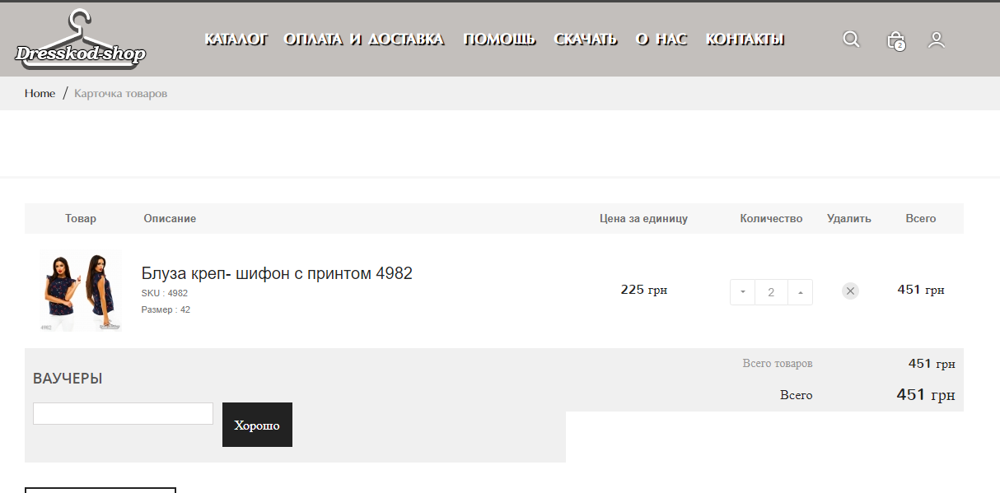 Dresskod-shop
КАТАЛОГ ОПЛАТА И ДОСТАВКА ПОМОЩЬ СКАЧАТЬ О НАС КОНТАКТЫ
2
Home / Карточка товаров
Товар Описание Цена за единицу Количество Удалить Всего
Блуза креп- шифон с принтом 4982
SKU : 4982
Размер : 42
225 грн 2 451 грн
4982
Всего товаров 451 грн
ВАУЧЕРЫ
Всего 451 грн
Хорошо